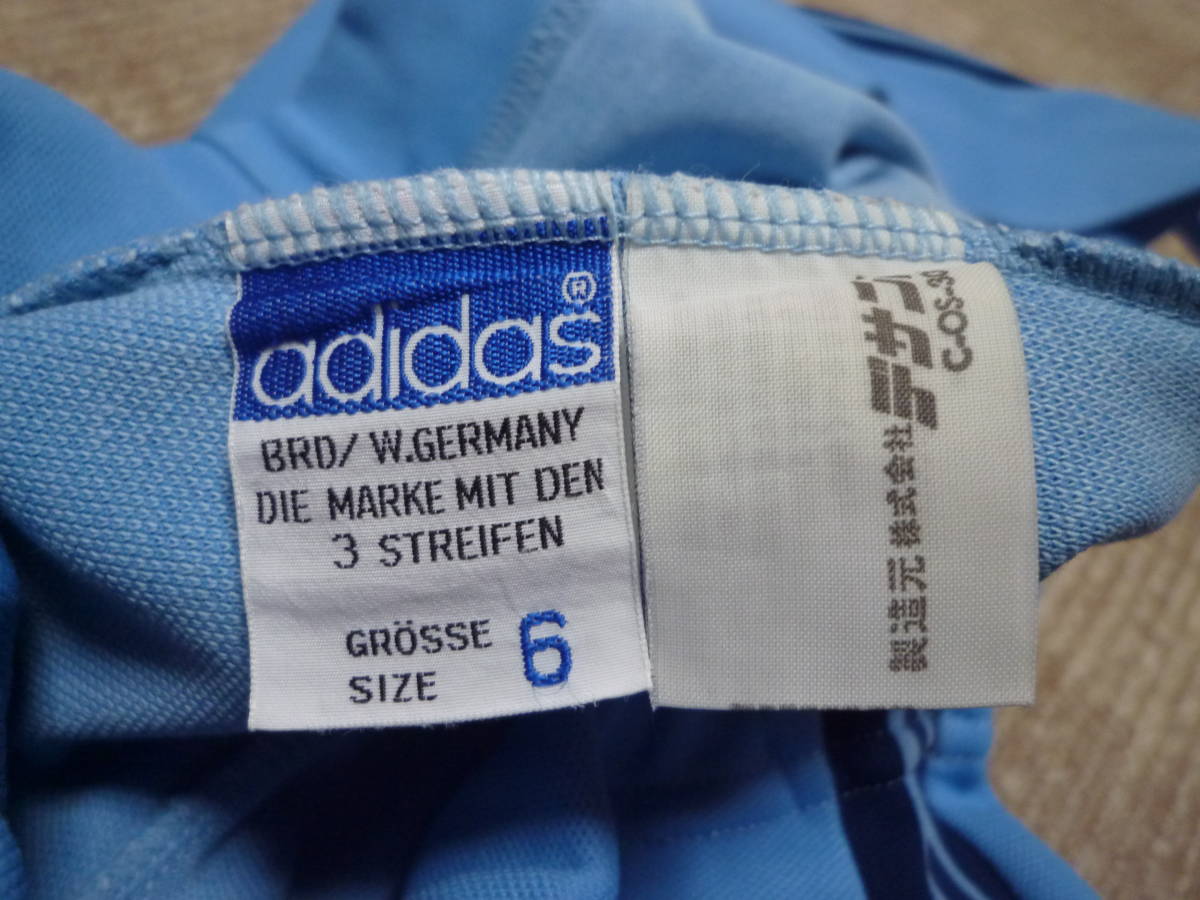 adidas®
BRD/ W.GERMANY
DIE MARKE MIT DEN
3 STREIFEN
GRÖSSE
SIZE
6
製造元 株式会社 デサン
C-OS-30